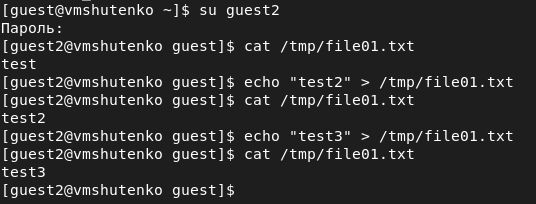 [guest@vmshutenko ~]$ su guest2
Пароль:
[guest2@vmshutenko guest]$ cat /tmp/file01.txt
test
[guest2@vmshutenko guest]$ echo "test2" > /tmp/file01.txt
[guest2@vmshutenko guest]$ cat /tmp/file01.txt
test2
[guest2@vmshutenko guest]$ echo "test3" > /tmp/file01.txt
[guest2@vmshutenko guest]$ cat /tmp/file01.txt
test3
[guest2@vmshutenko guest]$